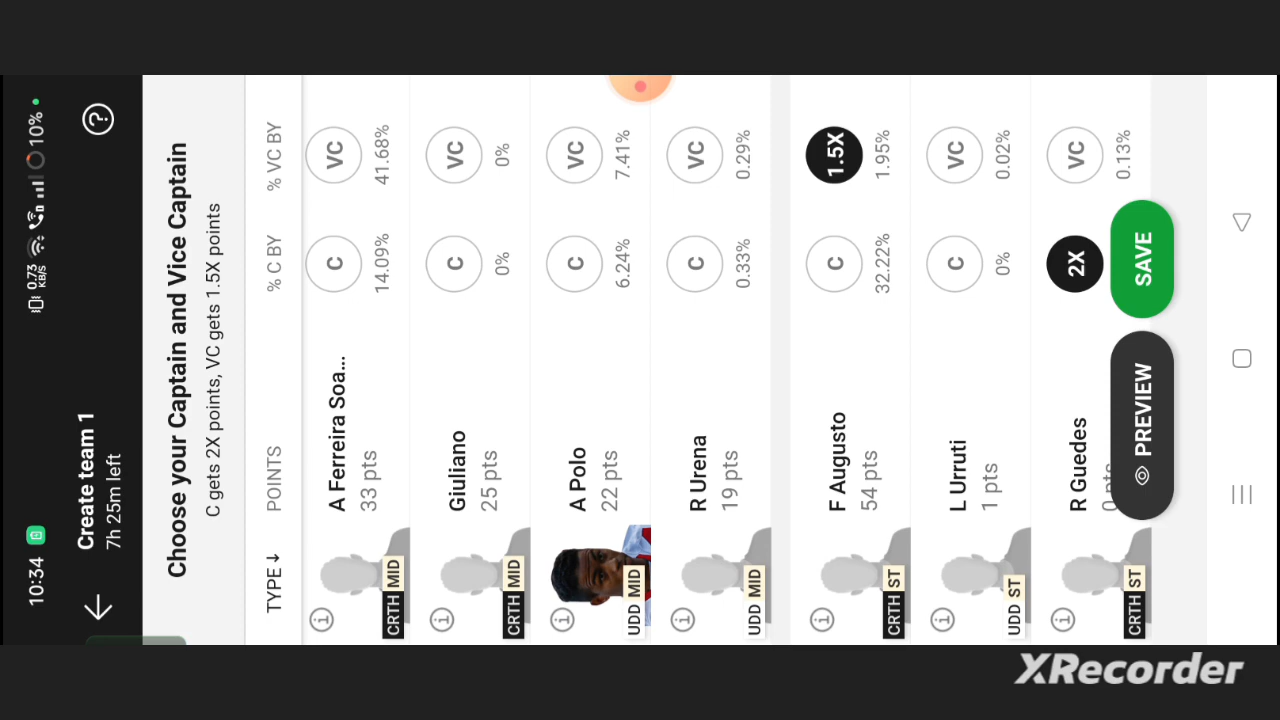 10:34
0.73 KB/S
10%
Create team 1
7h 25m left
Choose your Captain and Vice Captain
C gets 2X points, VC gets 1.5X points
TYPE ↓ POINTS % C BY % VC BY
CRTH MID
A Ferreira Soa...
33 pts
C
14.09%
VC
41.68%
CRTH MID
Giuliano
25 pts
C
0%
VC
0%
UDD MID
A Polo
22 pts
C
6.24%
VC
7.41%
UDD MID
R Urena
19 pts
C
0.33%
VC
0.29%
CRTH ST
F Augusto
54 pts
C
32.22%
1.5X
1.95%
UDD ST
L Urruti
1 pts
C
0%
VC
0.02%
CRTH ST
R Guedes
0 pts
2X
VC
0.13%
PREVIEW
SAVE
XRecorder